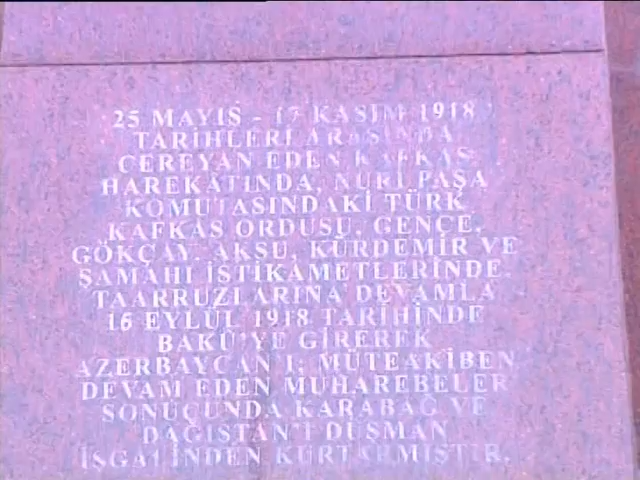 25 MAYIS - 17 KASIM 1918
TARİHLERİ ARASINDA
CEREYAN EDEN KAFKAS
HAREKATINDA, NURİ PAŞA
KOMUTASINDAKİ TÜRK
KAFKAS ORDUSU, GENCE,
GÖKÇAY, AKSU, KÜRDEMİR VE
ŞAMAHI İSTİKAMETLERİNDE,
TAARRUZLARINA DEVAMLA
16 EYLÜL 1918 TARİHİNDE
BAKÜ'YE GİREREK
AZERBAYCAN'I; MÜTEAKİBEN
DEVAM EDEN MUHAREBELER
SONUCUNDA KARABAĞ VE
DAĞISTAN'I DÜŞMAN
İŞGALİNDEN KURTARMIŞTIR.